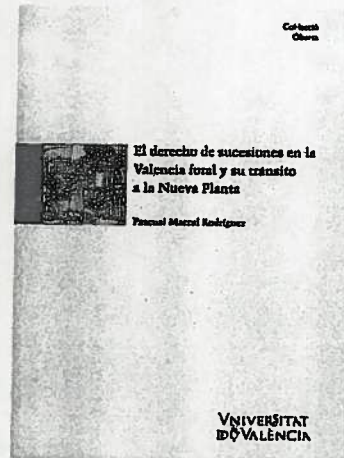 Col·lecció
Oberta
El derecho de sucesiones en la
Valencia foral y su tránsito
a la Nueva Planta
Pascual Marzal Rodríguez
VNIVERSITAT
D VALÈNCIA